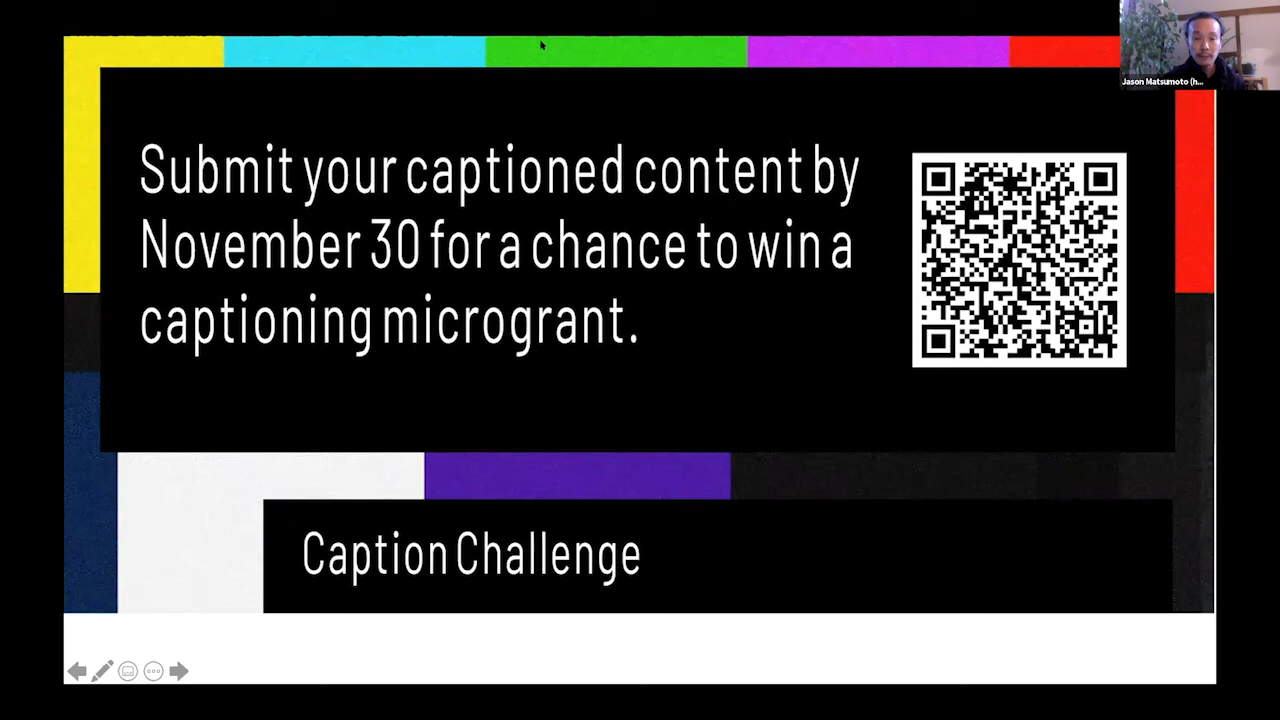 Jason Matsumoto (h...
Submit your captioned content by
November 30 for a chance to win a
captioning microgrant.
Caption Challenge